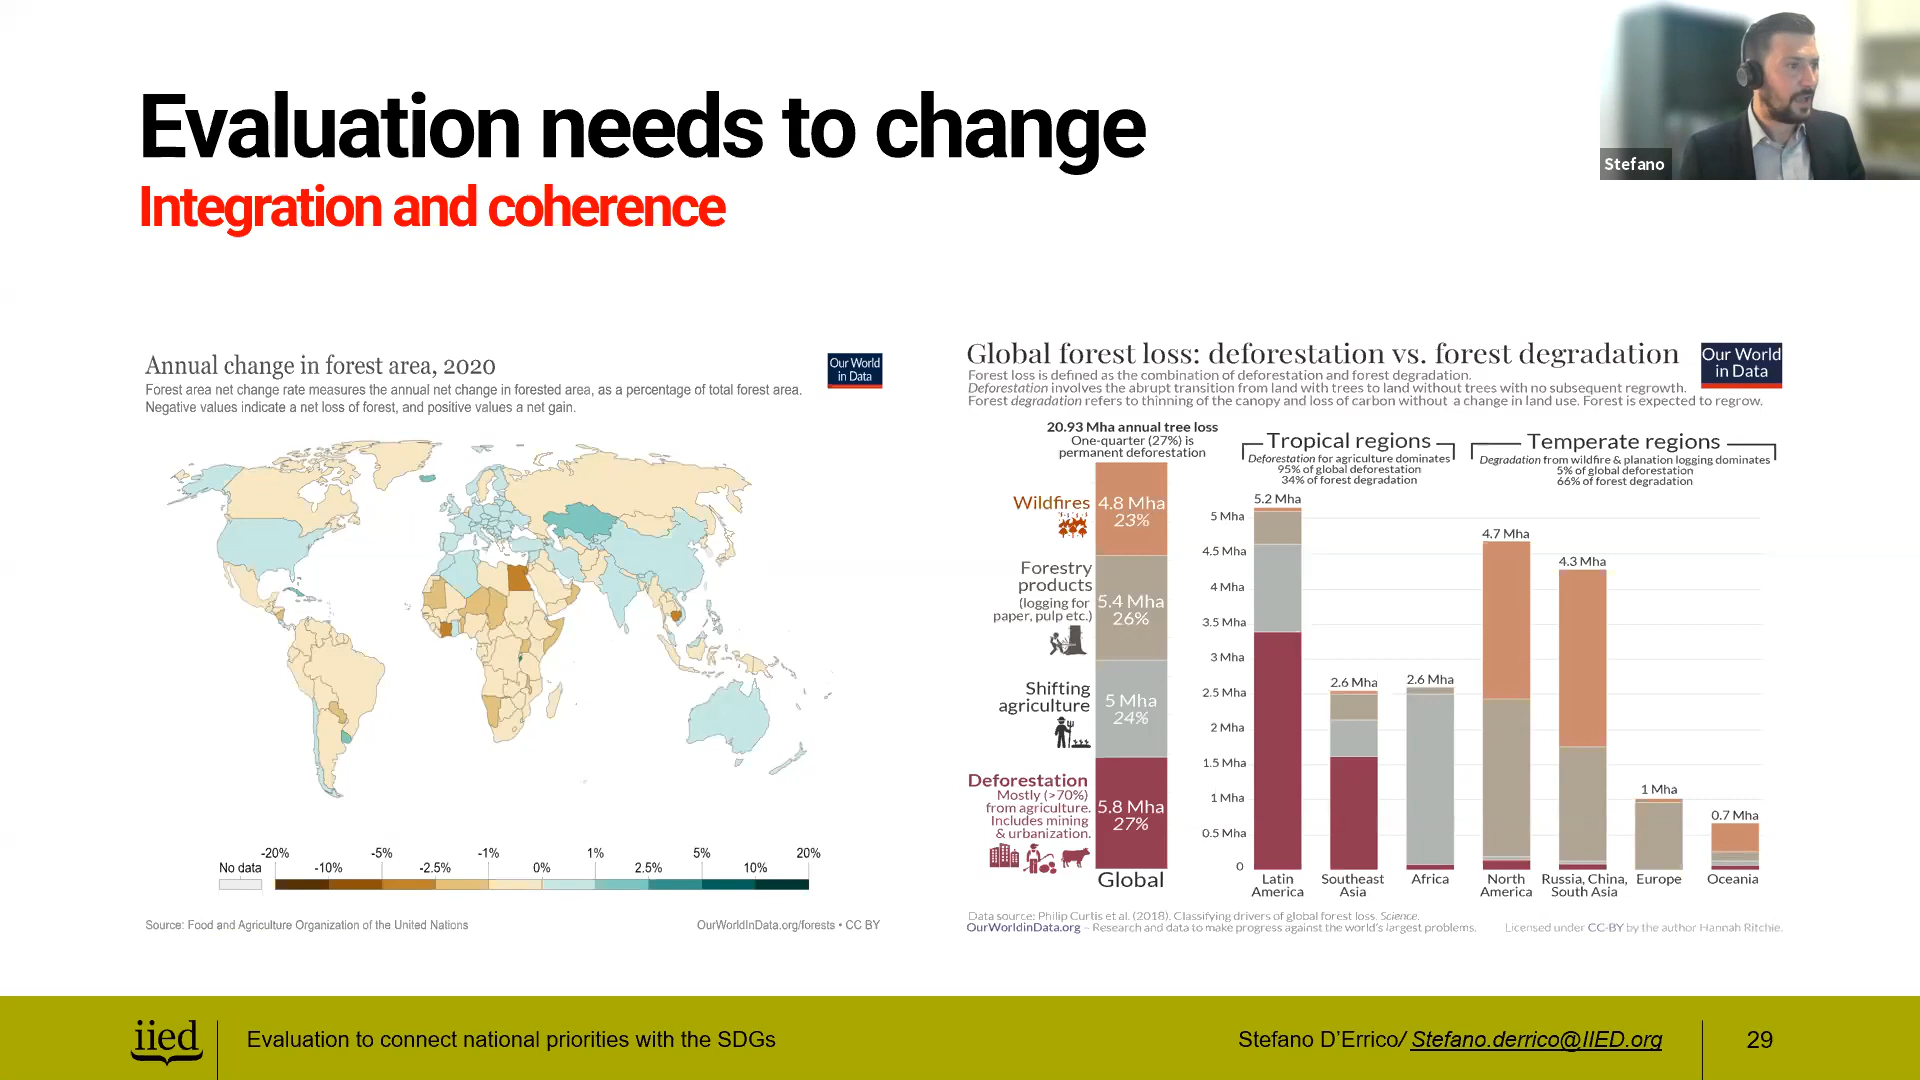 Evaluation needs to change
Integration and coherence
Stefano
Annual change in forest area, 2020
Our World
in Data
Forest area net change rate measures the annual net change in forested area, as a percentage of total forest area.
Negative values indicate a net loss of forest, and positive values a net gain.
No data
-20%
-10%
-5%
-2.5%
-1%
0%
1%
2.5%
5%
10%
20%
Source: Food and Agriculture Organization of the United Nations
OurWorldInData.org/forests • CC BY
Global forest loss: deforestation vs. forest degradation
Our World
in Data
Forest loss is defined as the combination of deforestation and forest degradation.
Deforestation involves the abrupt transition from land with trees to land without trees with no subsequent regrowth.
Forest degradation refers to thinning of the canopy and loss of carbon without a change in land use. Forest is expected to regrow.
20.93 Mha annual tree loss
One-quarter (27%) is
permanent deforestation
Wildfires
4.8 Mha
23%
Forestry
products
(logging for
paper, pulp etc.)
5.4 Mha
26%
Shifting
agriculture
5 Mha
24%
Deforestation
Mostly (>70%)
from agriculture.
Includes mining
& urbanization.
5.8 Mha
27%
Global
Tropical regions
Deforestation for agriculture dominates
95% of global deforestation
34% of forest degradation
Temperate regions
Degradation from wildfire & planation logging dominates
5% of global deforestation
66% of forest degradation
5 Mha
4.5 Mha
4 Mha
3.5 Mha
3 Mha
2.5 Mha
2 Mha
1.5 Mha
1 Mha
0.5 Mha
0
5.2 Mha
2.6 Mha
2.6 Mha
4.7 Mha
4.3 Mha
1 Mha
0.7 Mha
Latin
America
Southeast
Asia
Africa
North
America
Russia, China,
South Asia
Europe
Oceania
Data source: Philip Curtis et al. (2018). Classifying drivers of global forest loss. Science.
OurWorldinData.org – Research and data to make progress against the world's largest problems.
Licensed under CC-BY by the author Hannah Ritchie.
iied
Evaluation to connect national priorities with the SDGs
Stefano D'Errico/ Stefano.derrico@IIED.org
29